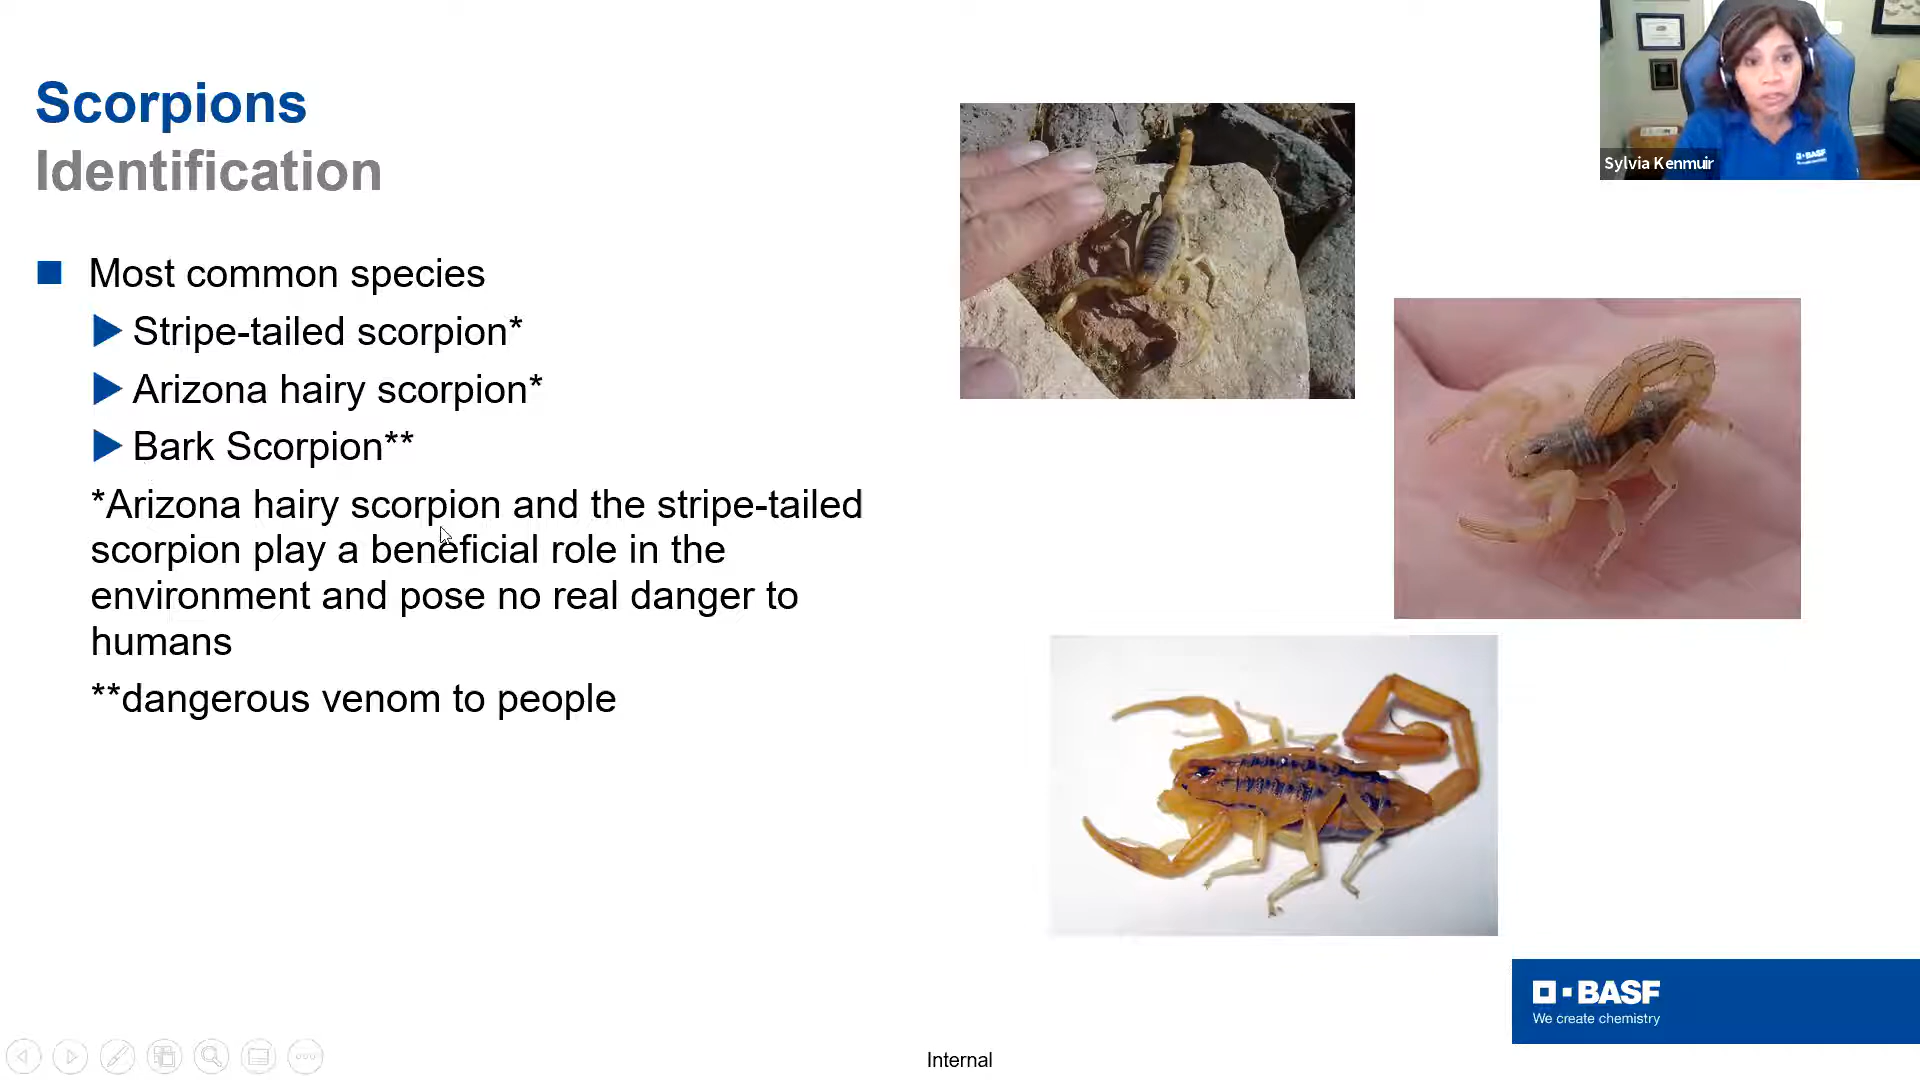 Scorpions
Identification
Most common species
Stripe-tailed scorpion*
Arizona hairy scorpion*
Bark Scorpion**
*Arizona hairy scorpion and the stripe-tailed
scorpion play a beneficial role in the
environment and pose no real danger to
humans
**dangerous venom to people
Sylvia Kenmuir
BASF
BASF
We create chemistry
Internal